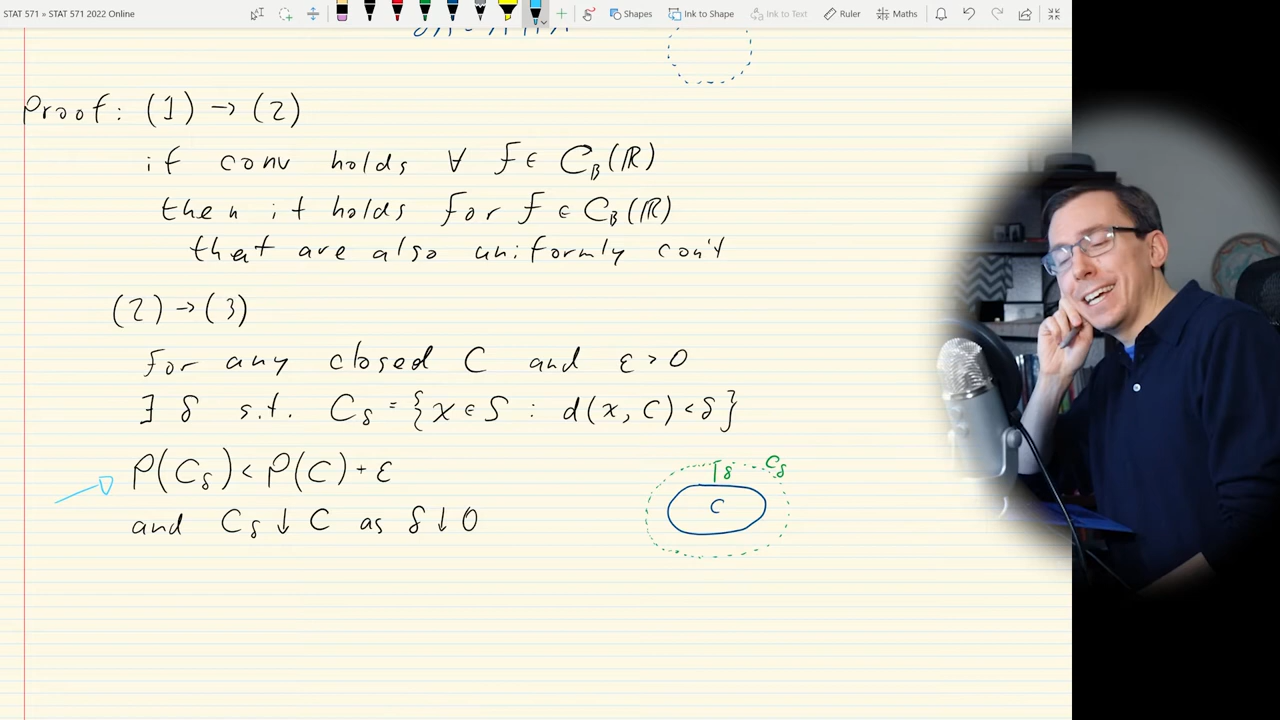 STAT 571 » STAT 571 2022 Online
Shapes
Ink to Shape
Ink to Text
Ruler
Maths
Proof: (1) → (2)
if conv holds ∀ f ∈ C_B(ℝ)
then it holds for f ∈ C_B(ℝ)
that are also uniformly con't
(2) → (3)
For any closed C and ε > 0
∃ δ s.t. C_δ = {x ∈ S : d(x, C) < δ}
P(C_δ) < P(C) + ε
and C_δ ↓ C as δ ↓ 0
δ C_δ
C